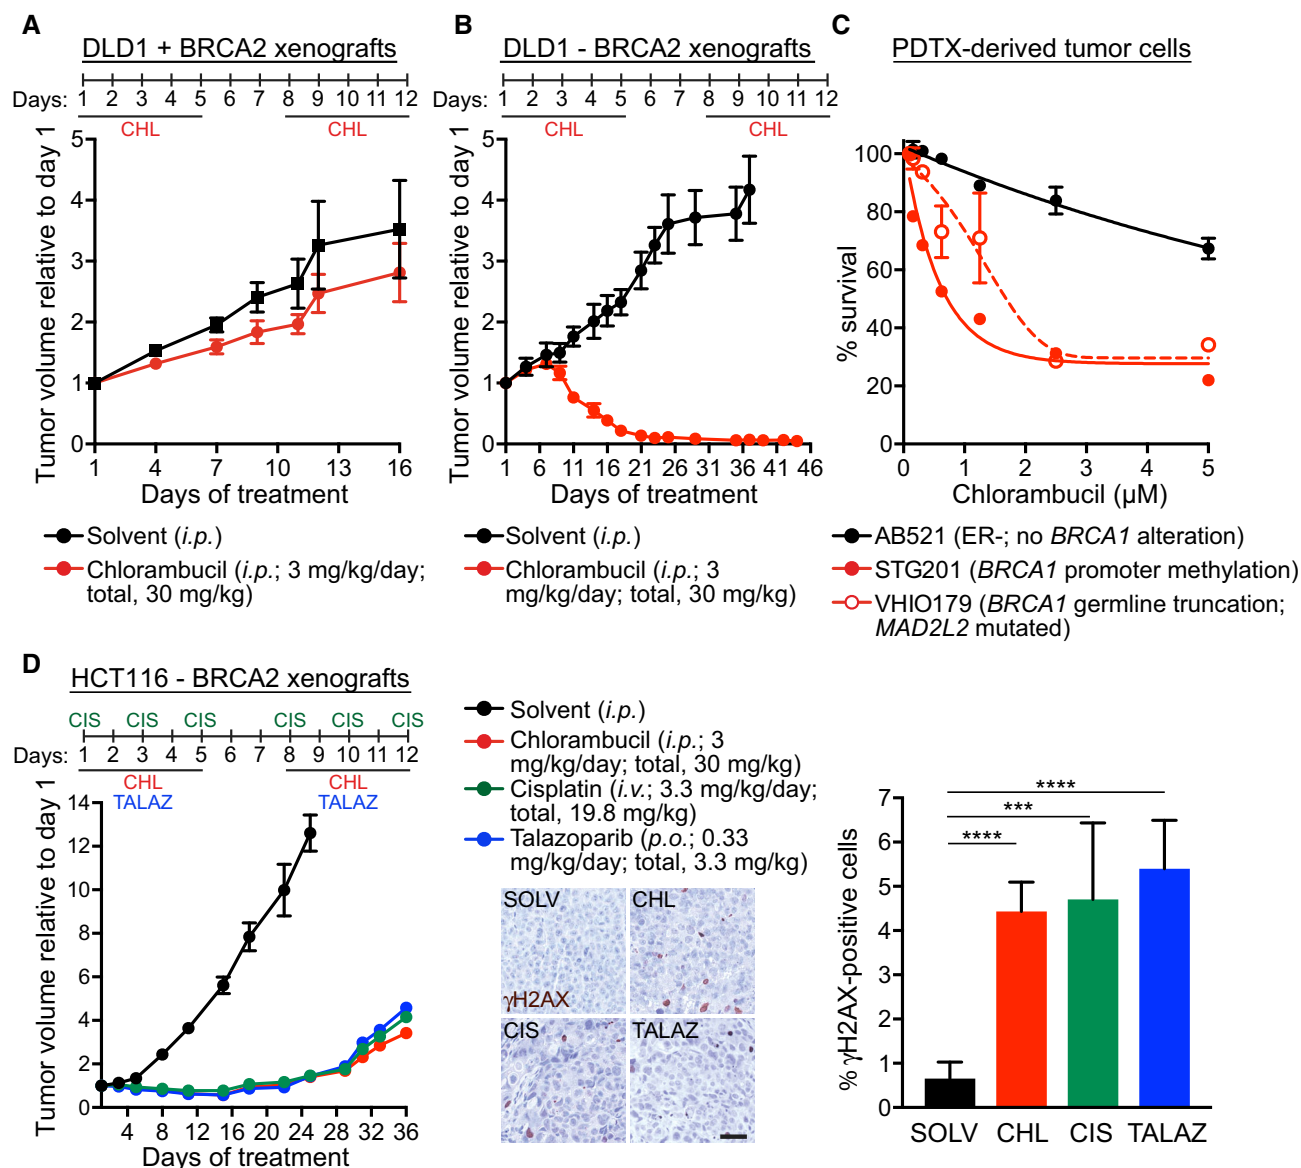 A
DLD1 + BRCA2 xenografts
Days: 1 2 3 4 5 6 7 8 9 10 11 12
CHL CHL
Tumor volume relative to day 1
5
4
3
2
1
0
1 4 7 10 13 16
Days of treatment
Solvent (i.p.)
Chlorambucil (i.p.; 3 mg/kg/day;
total, 30 mg/kg)
B
DLD1 - BRCA2 xenografts
Days: 1 2 3 4 5 6 7 8 9 10 11 12
CHL CHL
Tumor volume relative to day 1
5
4
3
2
1
0
1 6 11 16 21 26 31 36 41 46
Days of treatment
Solvent (i.p.)
Chlorambucil (i.p.; 3
mg/kg/day; total, 30 mg/kg)
C
PDTX-derived tumor cells
% survival
100
80
60
40
20
0
0 1 2 3 4 5
Chlorambucil (µM)
AB521 (ER-; no BRCA1 alteration)
STG201 (BRCA1 promoter methylation)
VHIO179 (BRCA1 germline truncation;
MAD2L2 mutated)
D
HCT116 - BRCA2 xenografts
CIS CIS CIS CIS CIS CIS
Days: 1 2 3 4 5 6 7 8 9 10 11 12
CHL CHL
TALAZ TALAZ
Tumor volume relative to day 1
14
12
10
8
6
4
2
0
4 8 12 16 20 24 28 32 36
Days of treatment
Solvent (i.p.)
Chlorambucil (i.p.; 3
mg/kg/day; total, 30 mg/kg)
Cisplatin (i.v.; 3.3 mg/kg/day;
total, 19.8 mg/kg)
Talazoparib (p.o.; 0.33
mg/kg/day; total, 3.3 mg/kg)
SOLV CHL
γH2AX
CIS TALAZ
% γH2AX-positive cells
7
6
5
4
3
2
1
0
****
***
****
SOLV CHL CIS TALAZ